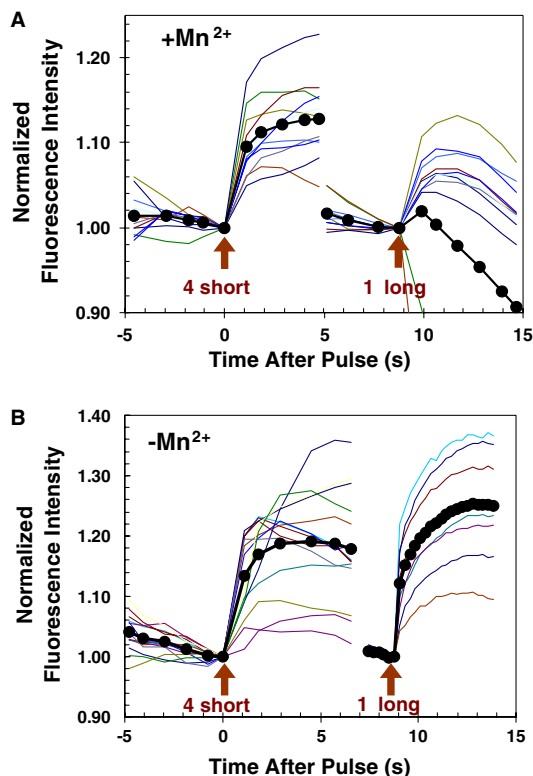 A
+Mn2+
Normalized
Fluorescence Intensity
1.20
1.10
1.00
0.90
4 short
1 long
-5
0
5
10
15
Time After Pulse (s)
B
-Mn2+
Normalized
Fluorescence Intensity
1.40
1.30
1.20
1.10
1.00
0.90
4 short
1 long
-5
0
5
10
15
Time After Pulse (s)